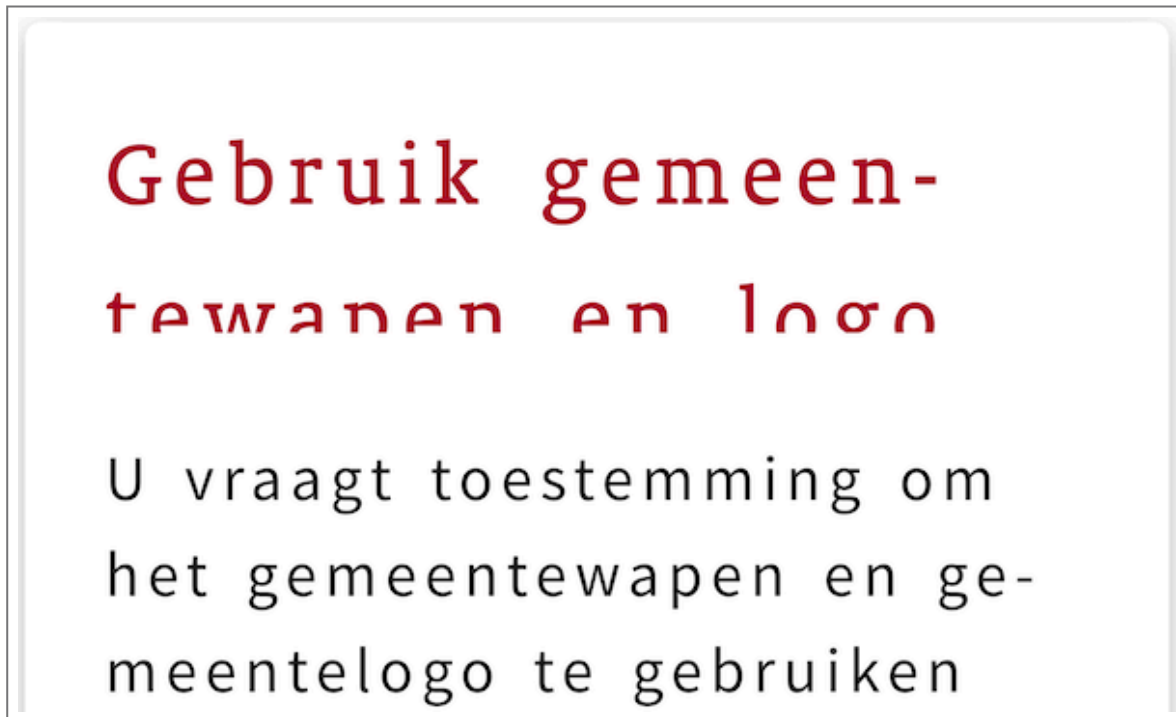 Gebruik gemeen-
tewapen en logo
U vraagt toestemming om
het gemeentewapen en ge-
meentelogo te gebruiken